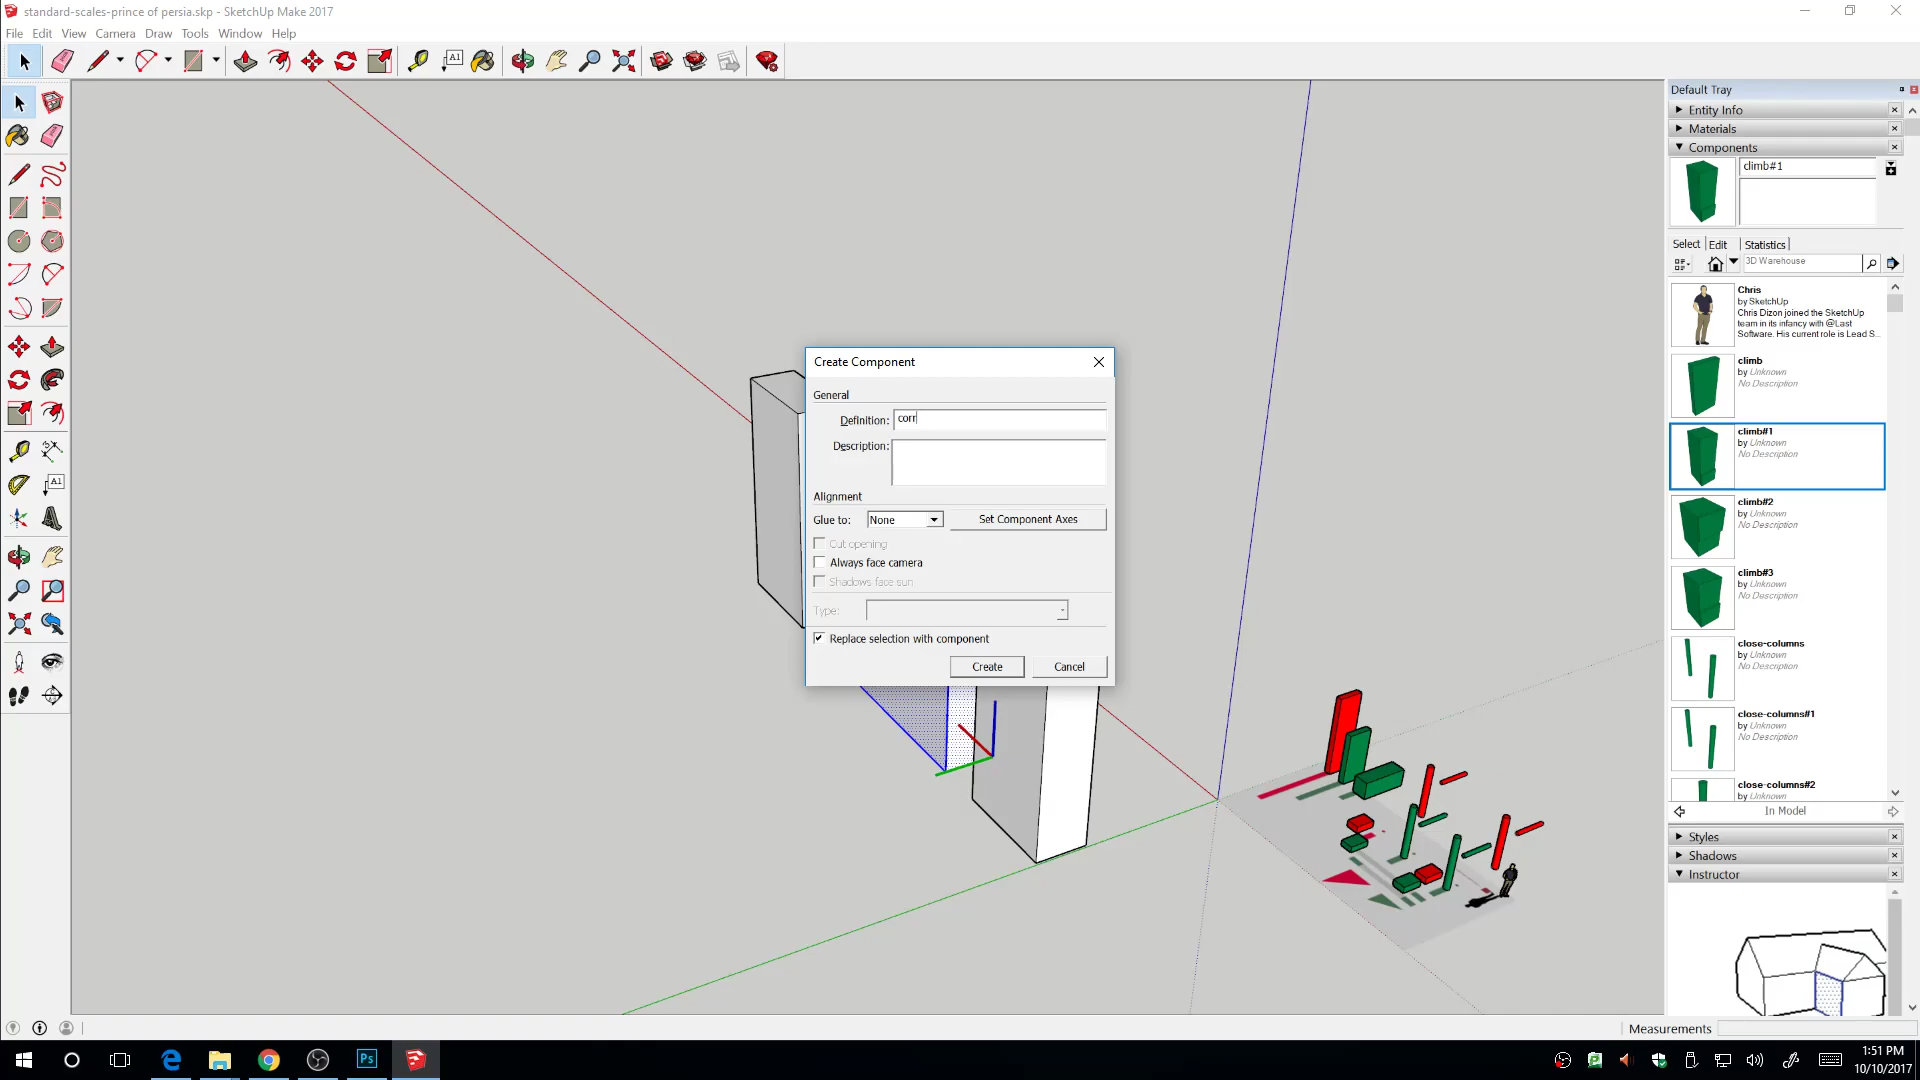 standard-scales-prince of persia.skp - SketchUp Make 2017
File Edit View Camera Draw Tools Window Help
A1
Default Tray
Entity Info
Materials
Components
climb#1
Select Edit Statistics
3D Warehouse
Chris
by SketchUp
Chris Dizon joined the SketchUp
team in its infancy with @Last
Software. His current role is Lead S...
climb
by Unknown
No Description
climb#1
by Unknown
No Description
climb#2
by Unknown
No Description
climb#3
by Unknown
No Description
close-columns
by Unknown
No Description
close-columns#1
by Unknown
No Description
close-columns#2
by Unknown
In Model
Styles
Shadows
Instructor
A1
Create Component
General
Definition: corr
Description:
Alignment
Glue to: None Set Component Axes
Cut opening
Always face camera
Shadows face sun
Type:
Replace selection with component
Create Cancel
Measurements
Ps
1:51 PM
10/10/2017